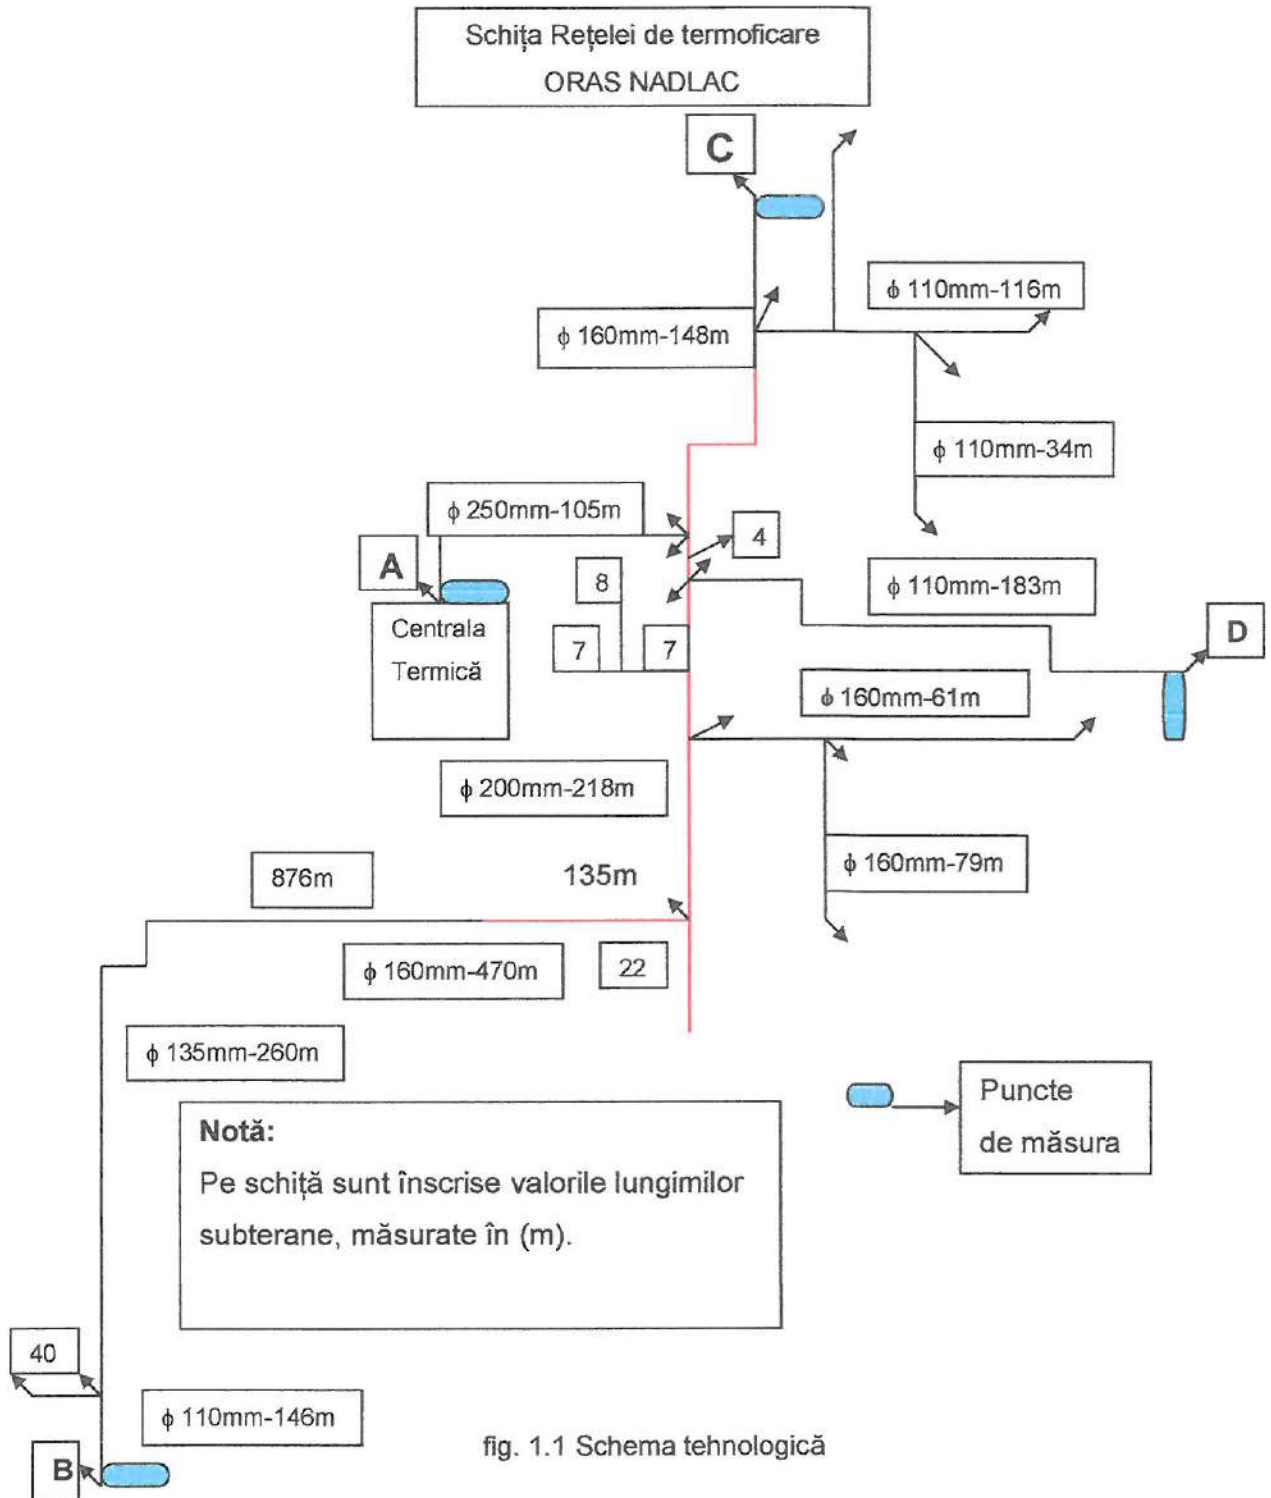 Schița Rețelei de termoficare
ORAS NADLAC
C
ϕ 110mm-116m
ϕ 160mm-148m
ϕ 110mm-34m
ϕ 250mm-105m
4
A
8
ϕ 110mm-183m
Centrala
Termică
7
7
D
ϕ 160mm-61m
ϕ 200mm-218m
876m
135m
ϕ 160mm-79m
ϕ 160mm-470m
22
ϕ 135mm-260m
Puncte
de măsura
Notă:
Pe schiță sunt înscrise valorile lungimilor
subterane, măsurate în (m).
40
ϕ 110mm-146m
B
fig. 1.1 Schema tehnologică